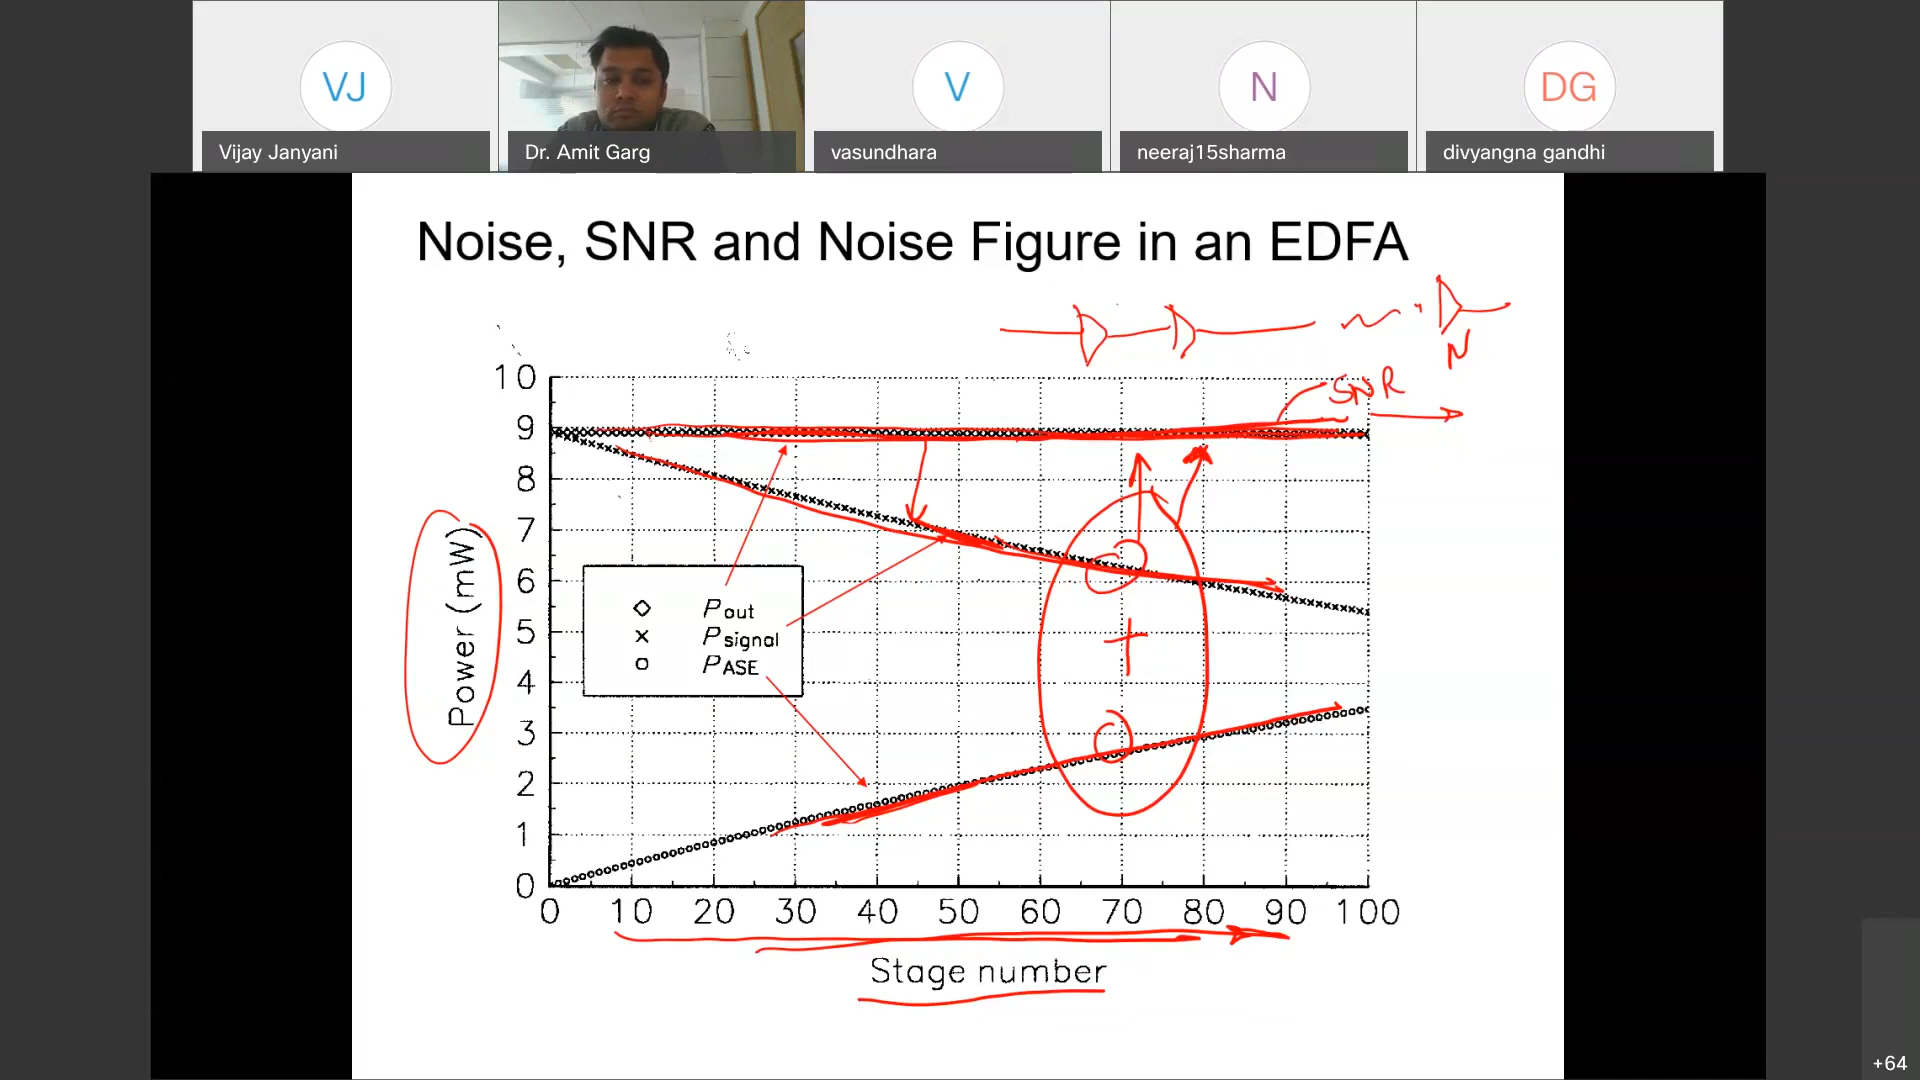 VJ
V
N
DG
Vijay Janyani
Dr. Amit Garg
vasundhara
neeraj15sharma
divyangna gandhi
Noise, SNR and Noise Figure in an EDFA
N
SNR
10
9
8
7
6
5
4
3
2
1
0
Power (mW)
Pout
Psignal
PASE
+
0 10 20 30 40 50 60 70 80 90 100
Stage number
+64